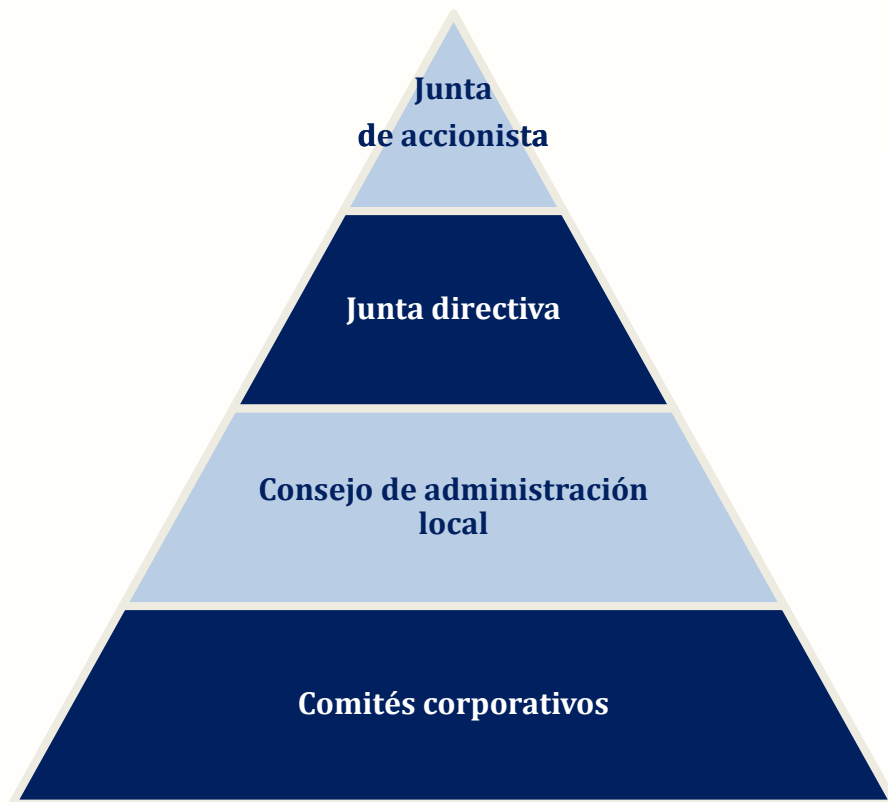 Junta
de accionista
Junta directiva
Consejo de administración
local
Comités corporativos